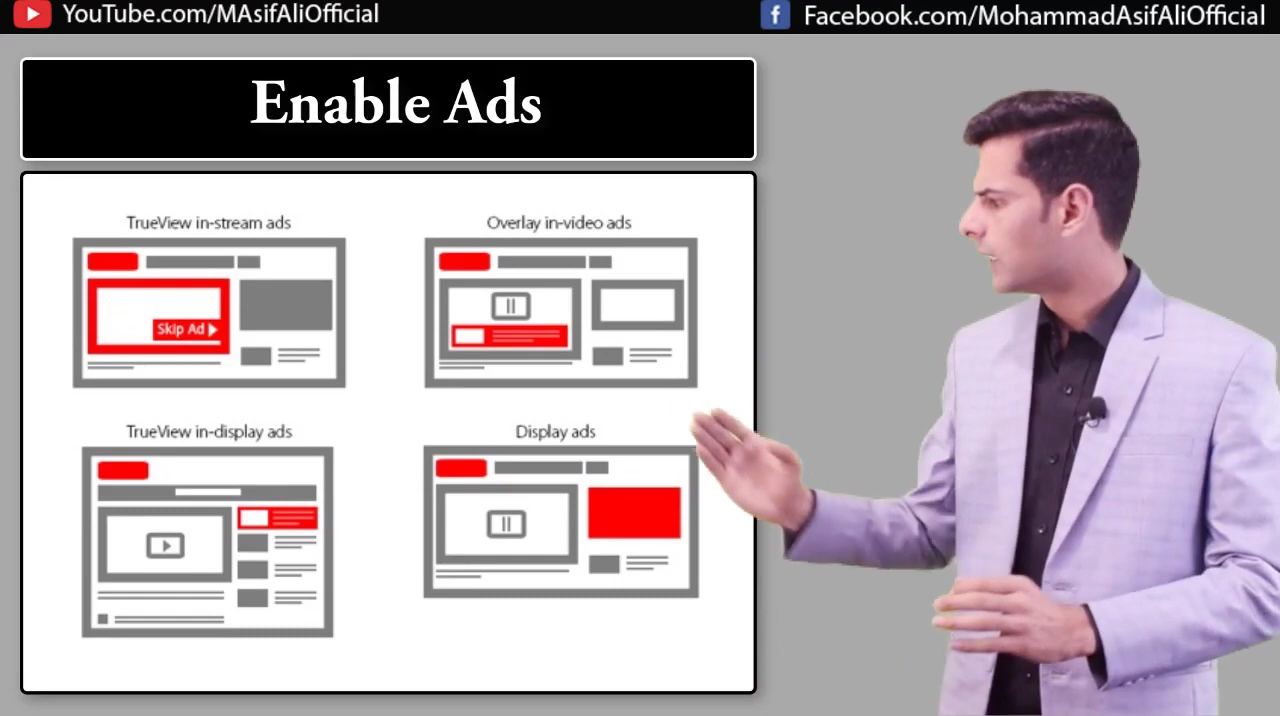 YouTube.com/MAsifAliOfficial
Facebook.com/MohammadAsifAliOfficial
Enable Ads
TrueView in-stream ads
Overlay in-video ads
Skip Ad
TrueView in-display ads
Display ads